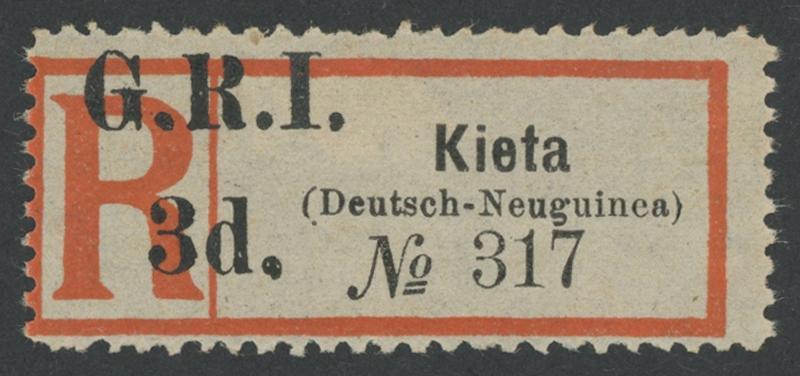 R
G.R.I.
3d.
Kieta
(Deutsch-Neuguinea)
№ 317